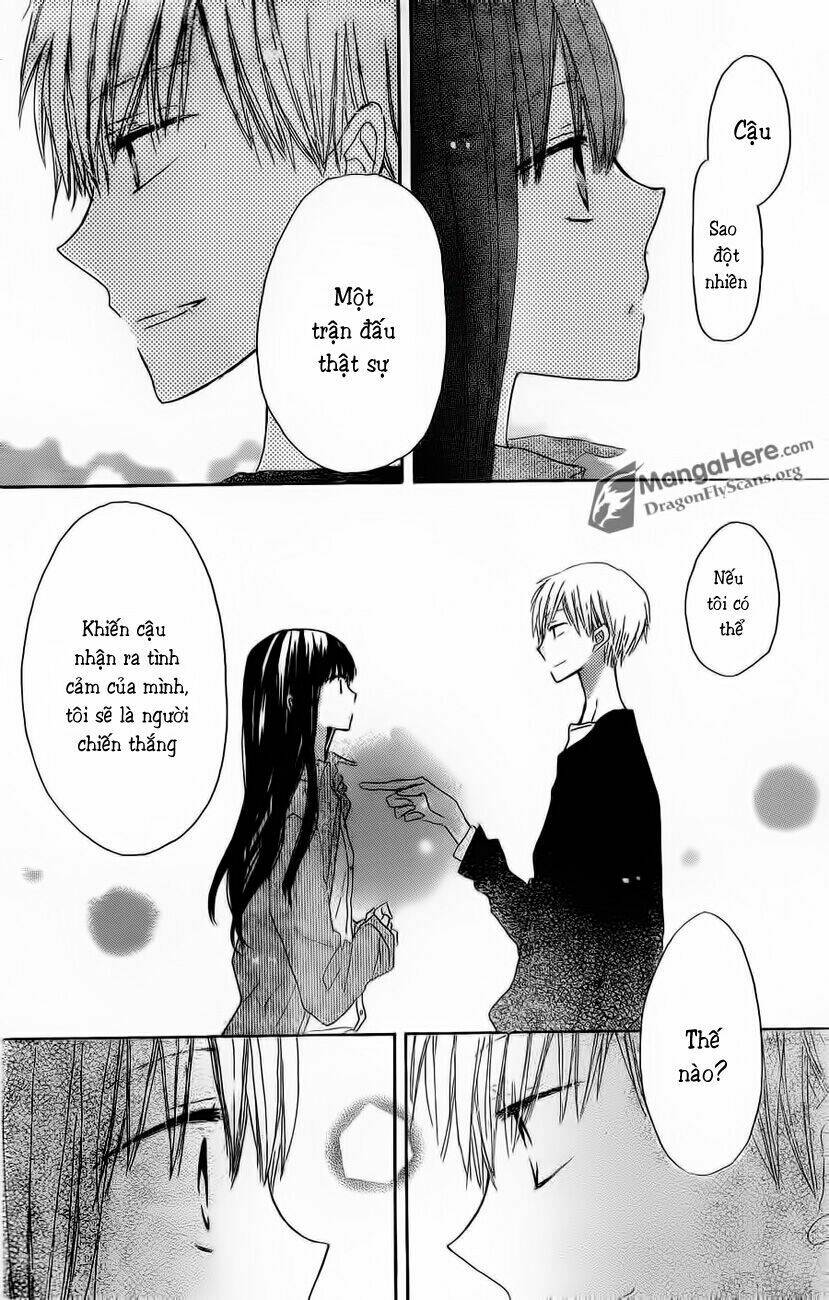 Cậu
Sao
đột
nhiên
Một
trận đấu
thật sự
MangaHere.com
DragonFlyScans.org
Nếu
tôi có
thể
Khiến cậu
nhận ra tình
cảm của mình,
tôi sẽ là người
chiến thắng
Thế
nào?